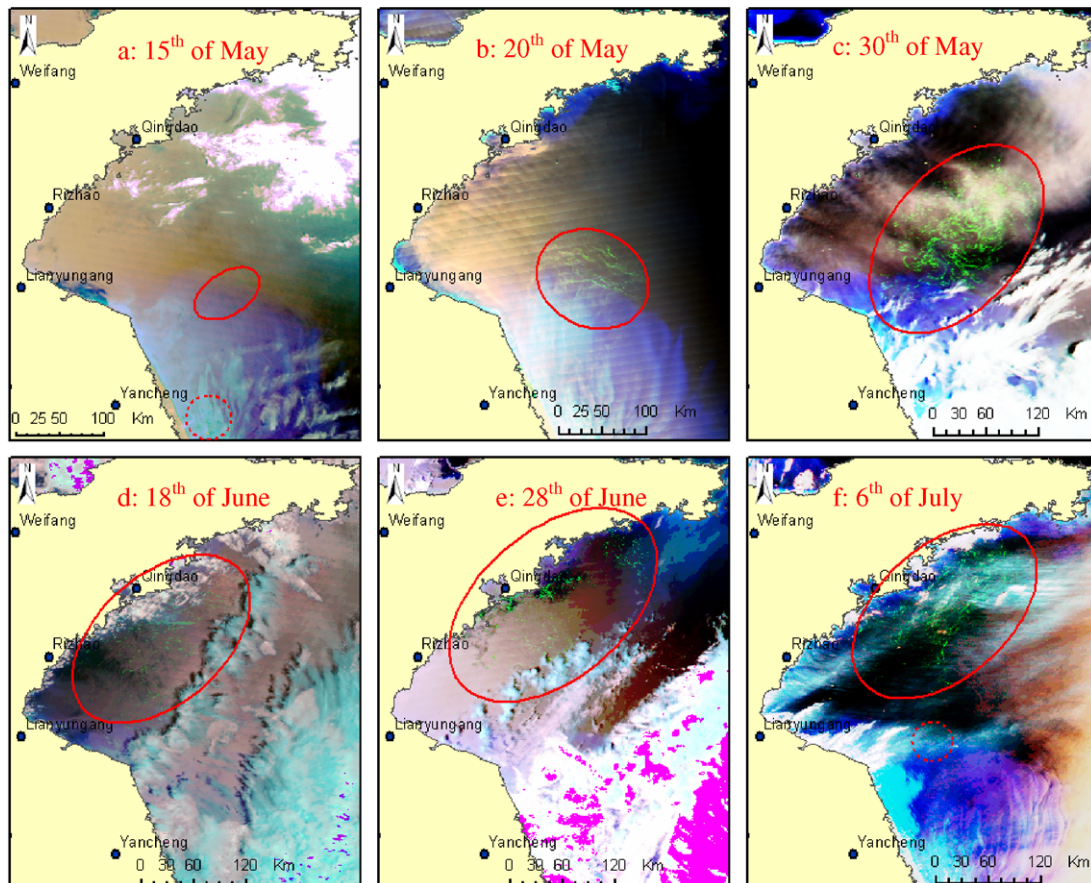 N
a: 15th of May
Weifang
Qingdao
Rizhao
Lianyungang
Yancheng
0 25 50 100 Km
N
b: 20th of May
Weifang
Qingdao
Rizhao
Lianyungang
Yancheng
0 25 50 100 Km
N
c: 30th of May
Weifang
Qingdao
Rizhao
Lianyungang
Yancheng
0 30 60 120 Km
N
d: 18th of June
Weifang
Qingdao
Rizhao
Lianyungang
Yancheng
0 30 60 120 Km
N
e: 28th of June
Weifang
Qingdao
Rizhao
Lianyungang
Yancheng
0 30 60 120 Km
N
f: 6th of July
Weifang
Qingdao
Rizhao
Lianyungang
Yancheng
0 30 60 120 Km